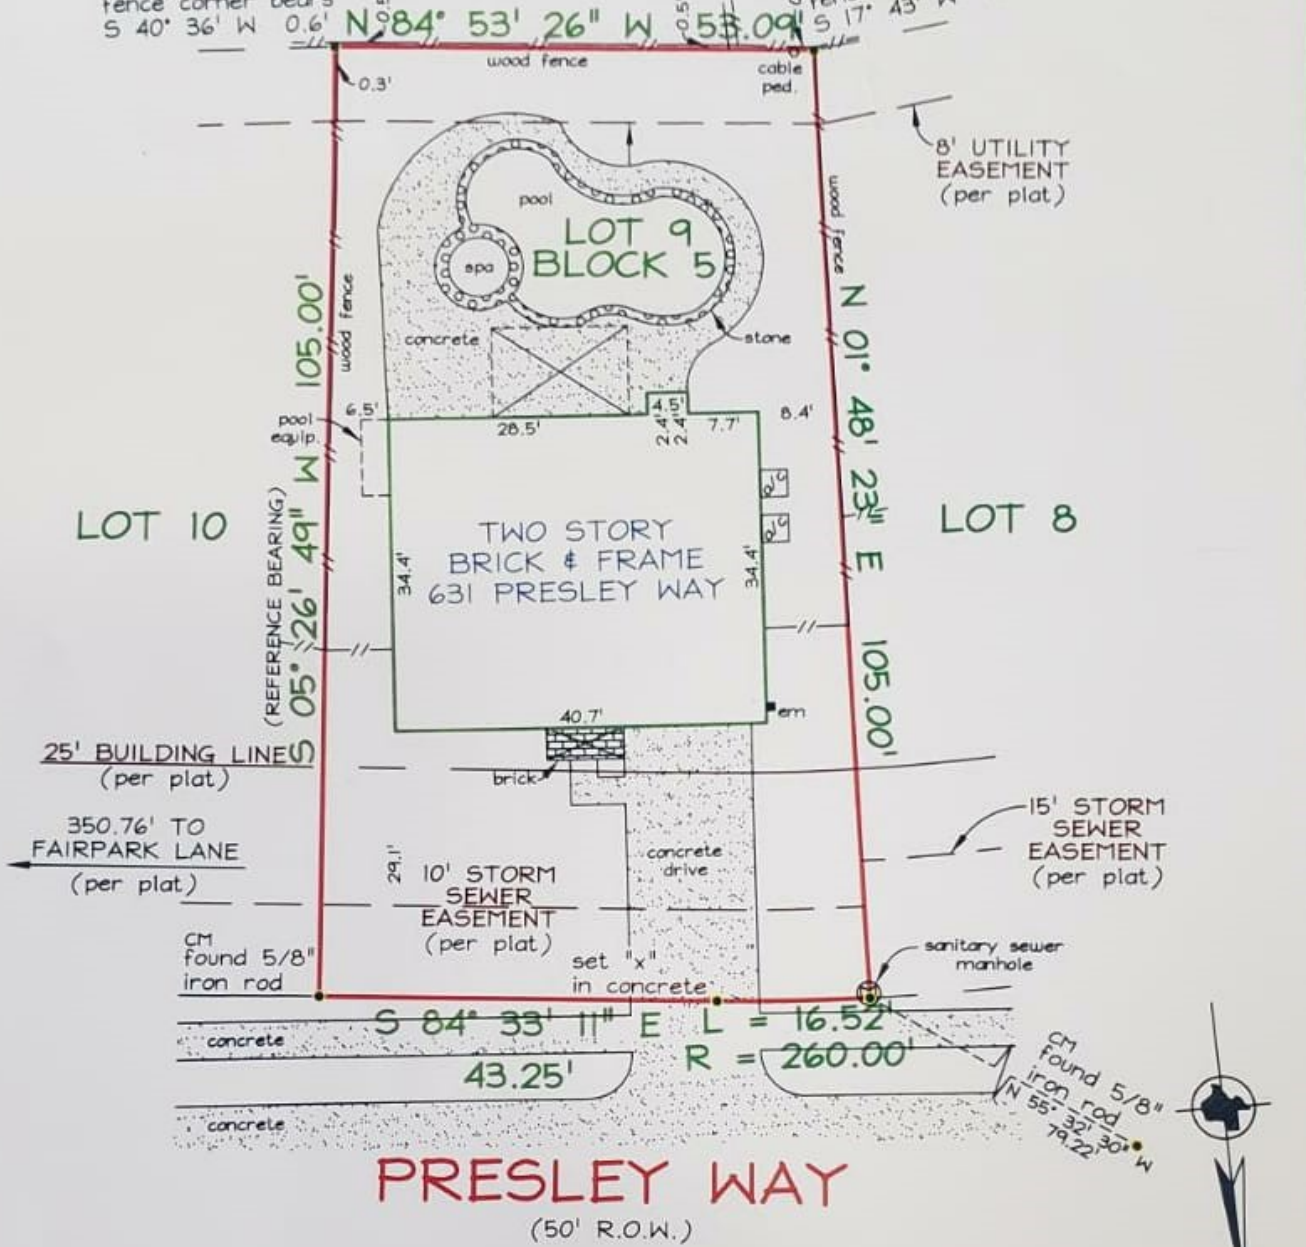 fence corner bears
S 40° 36' W 0.6'
N 84° 53' 26" W 53.09'
S 17° 43' W
0.5'
wood fence
cable
ped.
0.3'
8' UTILITY
EASEMENT
(per plat)
wood fence
pool
LOT 9
BLOCK 5
spa
concrete
stone
wood fence
S 05° 26' 49" W 105.00'
(REFERENCE BEARING)
N 01° 48' 23" E 105.00'
pool
equip.
6.5'
28.5'
4.5'
2.4'
2.4'
7.7'
8.4'
LOT 10
LOT 8
TWO STORY
BRICK & FRAME
631 PRESLEY WAY
34.4'
34.4'
A/C
A/C
40.7'
em
25' BUILDING LINE
(per plat)
brick
350.76' TO
FAIRPARK LANE
(per plat)
29.1'
concrete
drive
15' STORM
SEWER
EASEMENT
(per plat)
10' STORM
SEWER
EASEMENT
(per plat)
CM
found 5/8"
iron rod
set "x"
in concrete
sanitary sewer
manhole
S 84° 33' 11" E
43.25'
L = 16.52'
R = 260.00'
concrete
concrete
CM
found 5/8"
iron rod
N 55° 32' 30" W
79.22'
PRESLEY WAY
(50' R.O.W.)